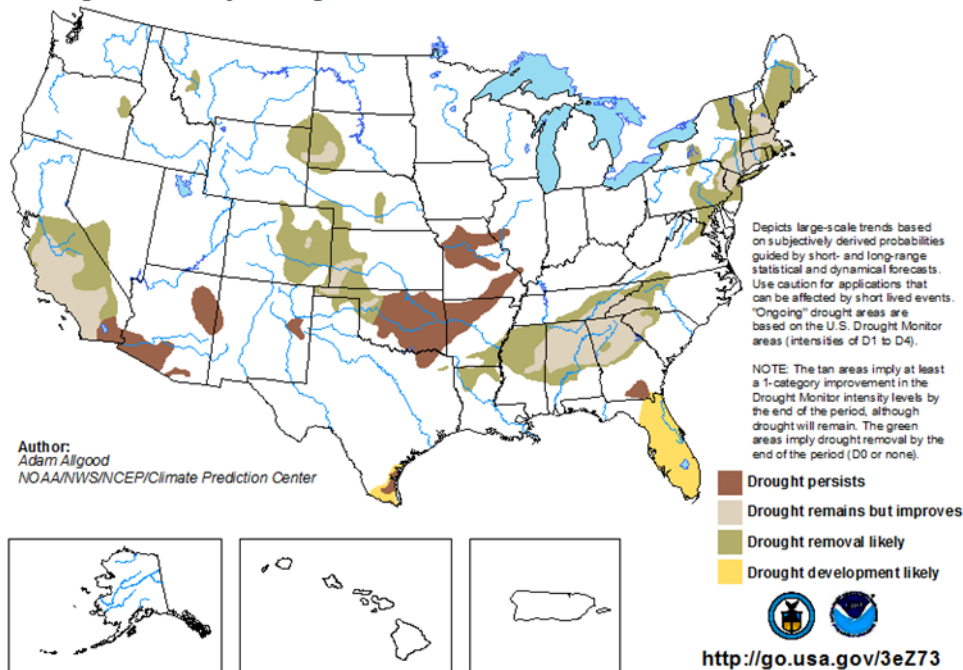 Depicts large-scale trends based
on subjectively derived probabilities
guided by short- and long-range
statistical and dynamical forecasts.
Use caution for applications that
can be affected by short lived events.
"Ongoing" drought areas are
based on the U.S. Drought Monitor
areas (intensities of D1 to D4).
NOTE: The tan areas imply at least
a 1-category improvement in the
Drought Monitor intensity levels by
the end of the period, although
drought will remain. The green
areas imply drought removal by the
end of the period (D0 or none).
Author:
Adam Allgood
NOAA/NWS/NCEP/Climate Prediction Center
Drought persists
Drought remains but improves
Drought removal likely
Drought development likely
http://go.usa.gov/3eZ73